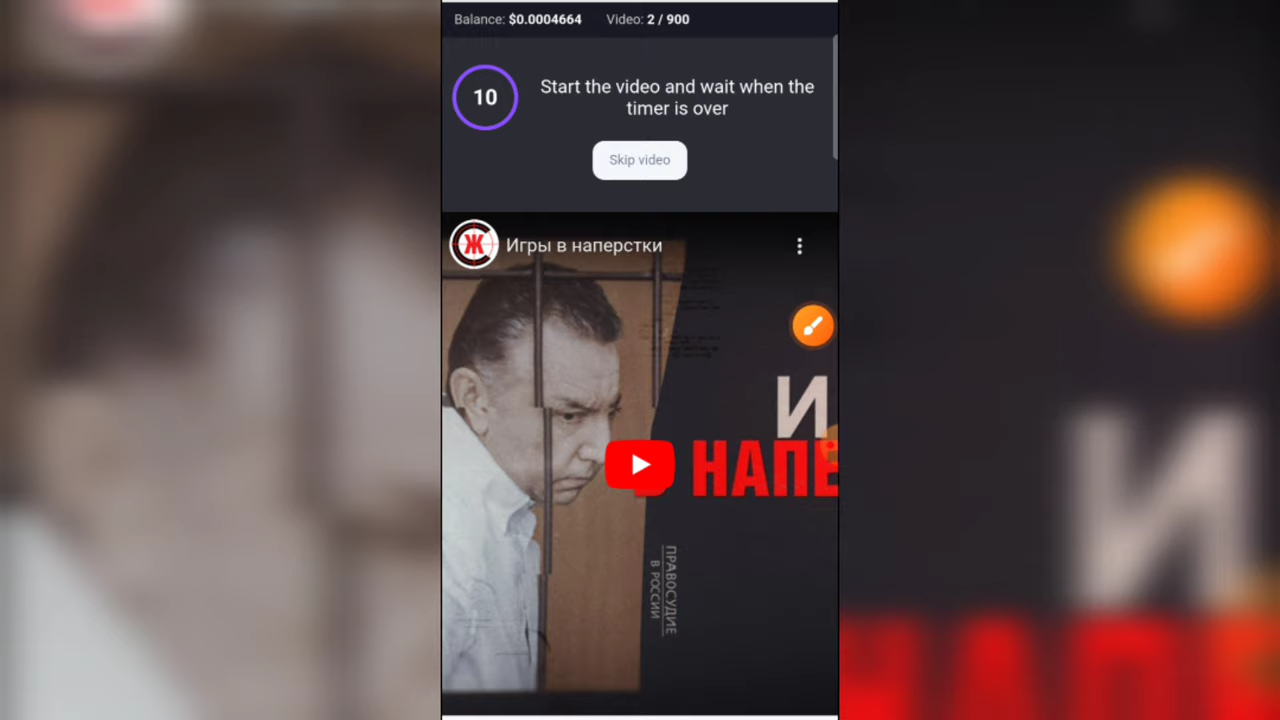 Balance: $0.0004664 Video: 2 / 900
10
Start the video and wait when the
timer is over
Skip video
Ж
Игры в наперстки
И
НАПЕ
ПРАВОСУДИЕ
В РОССИИ